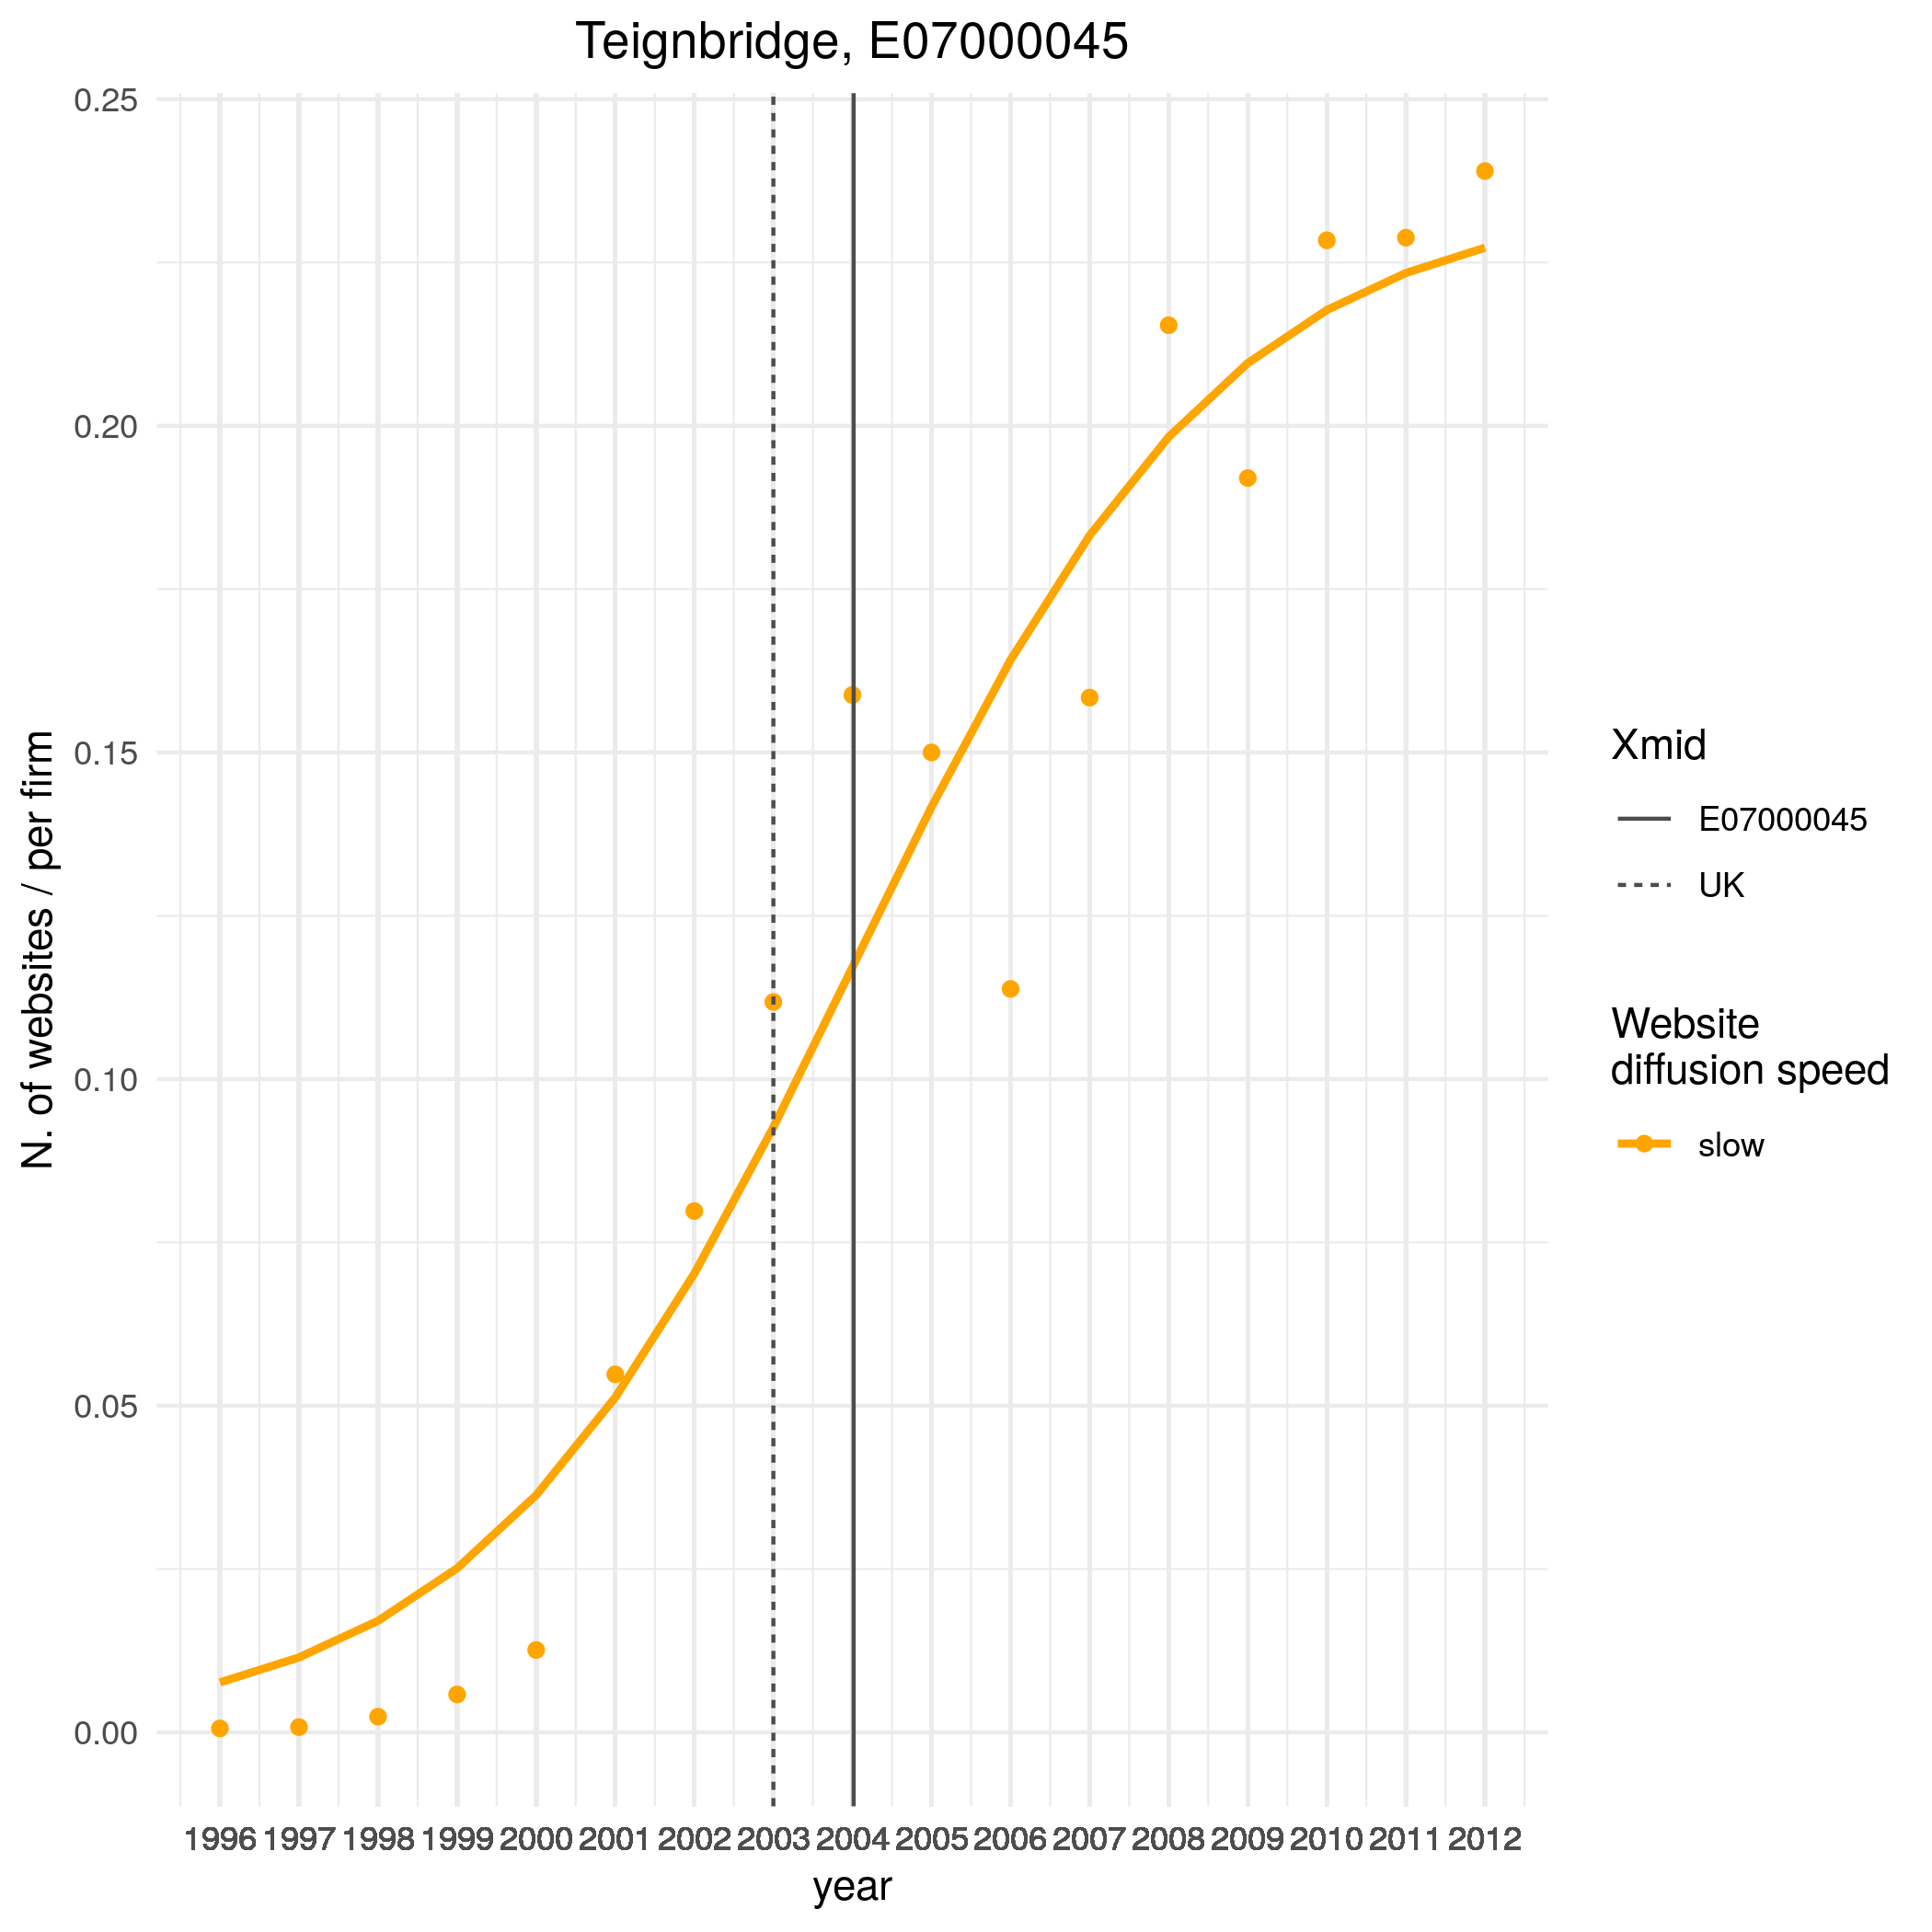 Teignbridge, E07000045
0.25
0.20
0.15
0.10
0.05
0.00
N. of websites / per firm
1996 1997 1998 1999 2000 2001 2002 2003 2004 2005 2006 2007 2008 2009 2010 2011 2012
year
Xmid
E07000045
UK
Website
diffusion speed
slow